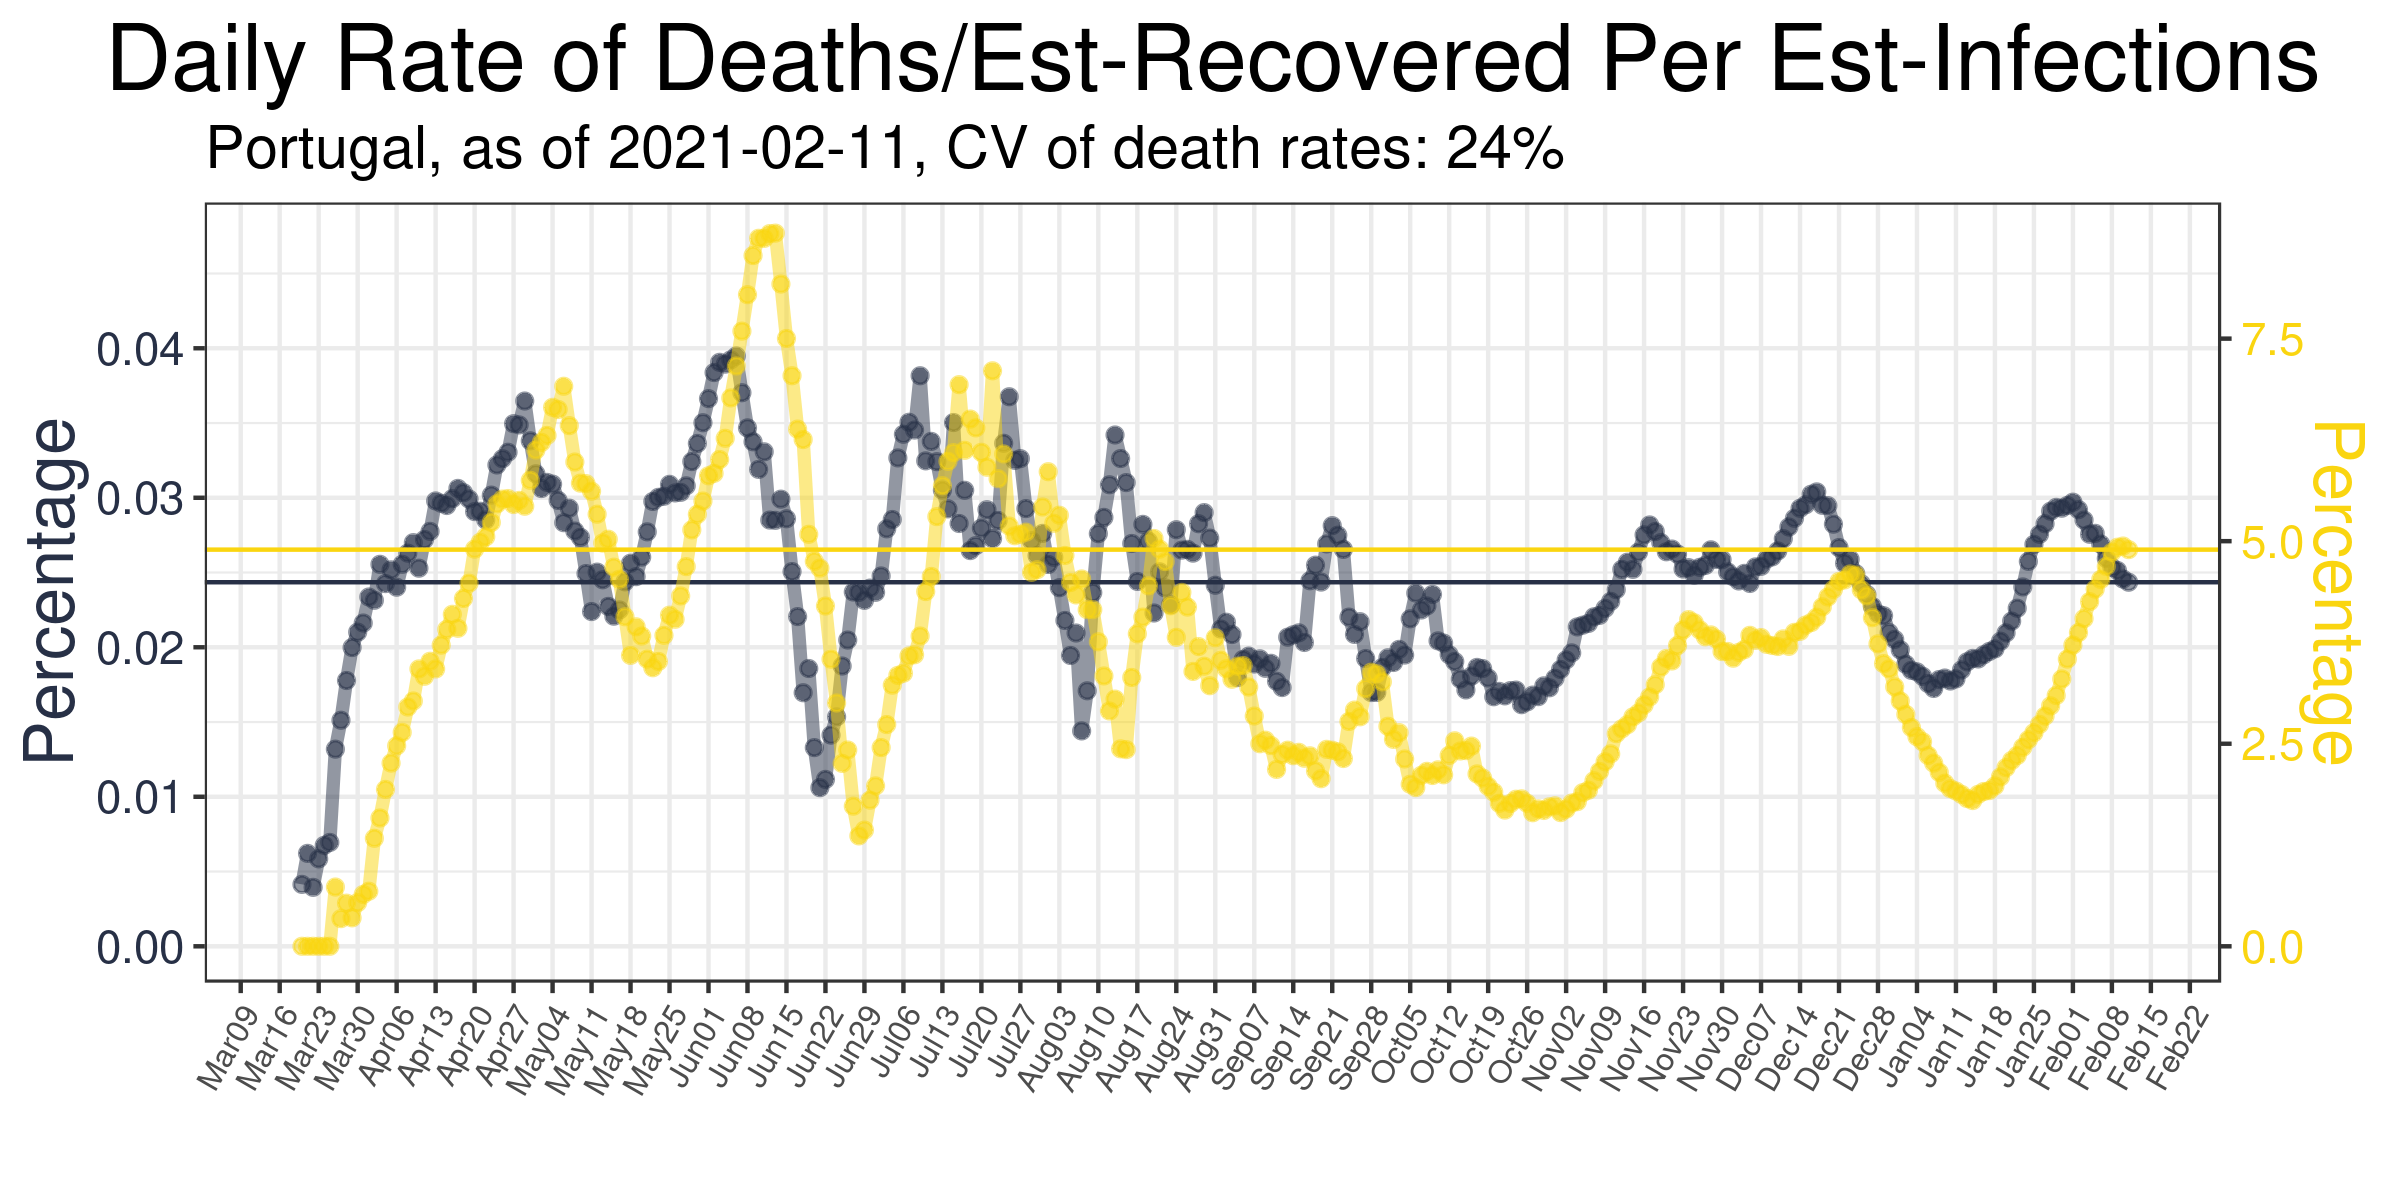 Daily Rate of Deaths/Est-Recovered Per Est-Infections
Portugal, as of 2021-02-11, CV of death rates: 24%
Percentage
0.04
0.03
0.02
0.01
0.00
7.5
5.0
2.5
0.0
Percentage
Mar09 Mar16 Mar23 Mar30 Apr06 Apr13 Apr20 Apr27 May04 May11 May18 May25 Jun01 Jun08 Jun15 Jun22 Jun29 Jul06 Jul13 Jul20 Jul27 Aug03 Aug10 Aug17 Aug24 Aug31 Sep07 Sep14 Sep21 Sep28 Oct05 Oct12 Oct19 Oct26 Nov02 Nov09 Nov16 Nov23 Nov30 Dec07 Dec14 Dec21 Dec28 Dec04 Jan11 Jan18 Jan25 Feb01 Feb08 Feb15 Feb22